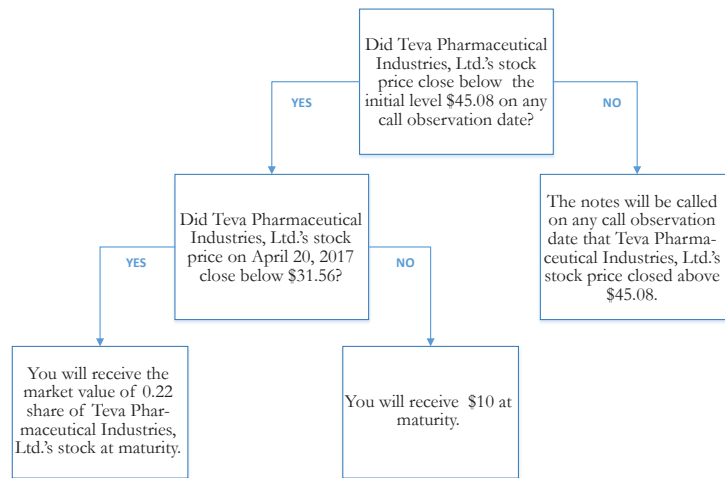 Did Teva Pharmaceutical
Industries, Ltd.'s stock
price close below  the
initial level $45.08 on any
call observation date?
YES
NO
Did Teva Pharmaceutical
Industries, Ltd.'s stock
price on April 20, 2017
close below $31.56?
The notes will be called
on any call observation
date that Teva Pharma-
ceutical Industries, Ltd.'s
stock price closed above
$45.08.
YES
NO
You will receive the
market value of 0.22
share of Teva Phar-
maceutical Industries,
Ltd.'s stock at maturity.
You will receive  $10 at
maturity.